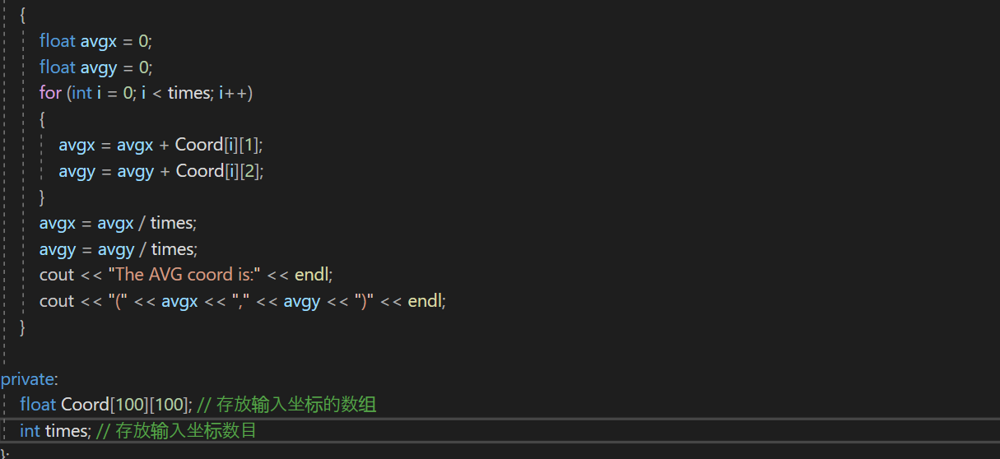 {
float avgx = 0;
float avgy = 0;
for (int i = 0; i < times; i++)
{
avgx = avgx + Coord[i][1];
avgy = avgy + Coord[i][2];
}
avgx = avgx / times;
avgy = avgy / times;
cout << "The AVG coord is:" << endl;
cout << "(" << avgx << "," << avgy << ")" << endl;
}
private:
float Coord[100][100]; // 存放输入坐标的数组
int times; // 存放输入坐标数目
};